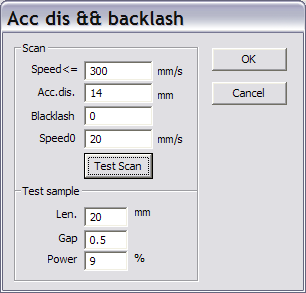 Acc dis && backlash
Scan
Speed<= 300 mm/s
OK
Acc.dis. 14 mm
Cancel
Blacklash 0
Speed0 20 mm/s
Test Scan
Test sample
Len. 20 mm
Gap 0.5
Power 9 %